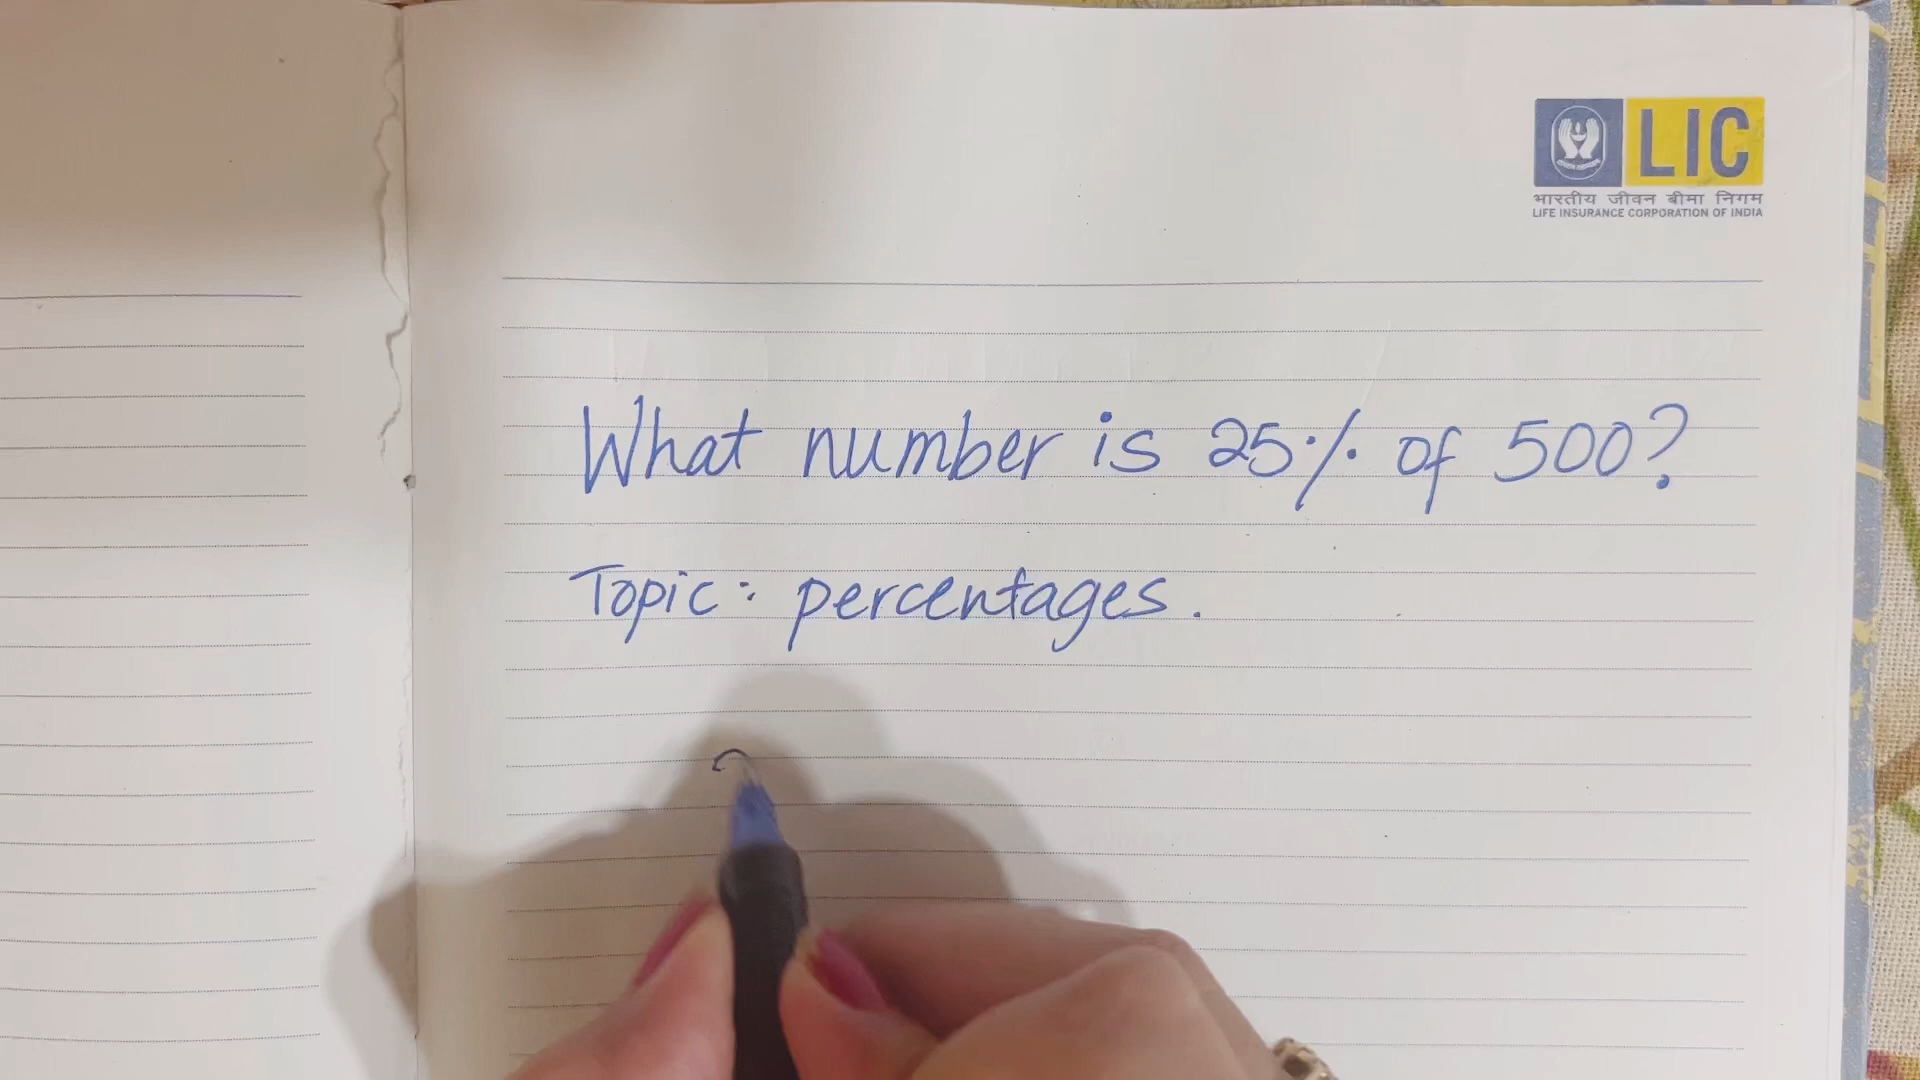 LIC
भारतीय जीवन बीमा निगम
LIFE INSURANCE CORPORATION OF INDIA
What number is 25% of 500?
Topic: percentages.